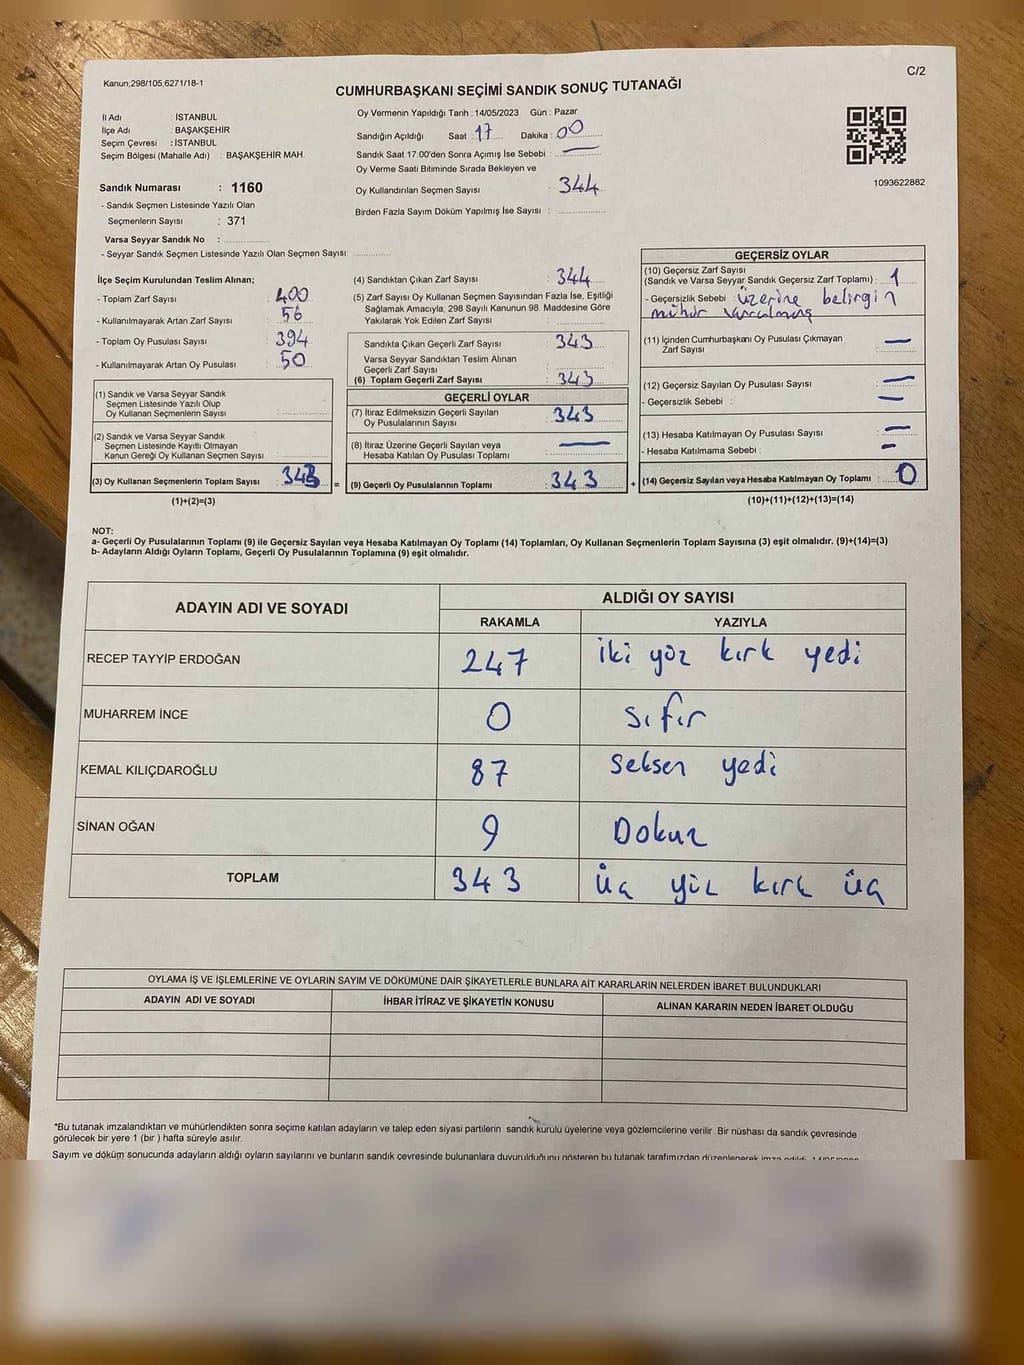 Kanun;298/105,6271/18-1
C/2
CUMHURBAŞKANI SEÇİMİ SANDIK SONUÇ TUTANAĞI
İl Adı : İSTANBUL
İlçe Adı : BAŞAKŞEHİR
Seçim Çevresi : İSTANBUL
Seçim Bölgesi (Mahalle Adı) : BAŞAKŞEHİR MAH.
Sandık Numarası : 1160
- Sandık Seçmen Listesinde Yazılı Olan
Seçmenlerin Sayısı : 371
Varsa Seyyar Sandık No :
- Seyyar Sandık Seçmen Listesinde Yazılı Olan Seçmen Sayısı:
Oy Vermenin Yapıldığı Tarih : 14/05/2023 Gün : Pazar
Sandığın Açıldığı Saat : 17 Dakika : 00
Sandık Saat 17:00'den Sonra Açımış İse Sebebi : —
Oy Verme Saati Bitiminde Sırada Bekleyen ve
Oy Kullandırılan Seçmen Sayısı : 344
Birden Fazla Sayım Döküm Yapılmış İse Sayısı :
1093622882
İlçe Seçim Kurulundan Teslim Alınan;
- Toplam Zarf Sayısı : 400
- Kullanılmayarak Artan Zarf Sayısı : 56
- Toplam Oy Pusulası Sayısı : 394
- Kullanılmayarak Artan Oy Pusulası : 50
(1) Sandık ve Varsa Seyyar Sandık
Seçmen Listesinde Yazılı Olup
Oy Kullanan Seçmenlerin Sayısı :
(2) Sandık ve Varsa Seyyar Sandık
Seçmen Listesinde Kayıtlı Olmayan
Kanun Gereği Oy Kullanan Seçmen Sayısı :
(3) Oy Kullanan Seçmenlerin Toplam Sayısı : 343
(1)+(2)=(3)
(4) Sandıktan Çıkan Zarf Sayısı : 344
(5) Zarf Sayısı Oy Kullanan Seçmen Sayısından Fazla İse, Eşitliği
Sağlamak Amacıyla, 298 Sayılı Kanunun 98. Maddesine Göre
Yakılarak Yok Edilen Zarf Sayısı :
Sandıkta Çıkan Geçerli Zarf Sayısı : 343
Varsa Seyyar Sandıktan Teslim Alınan
Geçerli Zarf Sayısı :
(6) Toplam Geçerli Zarf Sayısı : 343
GEÇERLİ OYLAR
(7) İtiraz Edilmeksizin Geçerli Sayılan
Oy Pusulalarının Sayısı : 343
(8) İtiraz Üzerine Geçerli Sayılan veya
Hesaba Katılan Oy Pusulası Toplamı : —
= (9) Geçerli Oy Pusulalarının Toplamı : 343
GEÇERSİZ OYLAR
(10) Geçersiz Zarf Sayısı
(Sandık ve Varsa Seyyar Sandık Geçersiz Zarf Toplamı) : 1
- Geçersizlik Sebebi : üzerine belirgin
mühür
(11) İçinden Cumhurbaşkanı Oy Pusulası Çıkmayan
Zarf Sayısı : —
(12) Geçersiz Sayılan Oy Pusulası Sayısı : —
- Geçersizlik Sebebi : —
(13) Hesaba Katılmayan Oy Pusulası Sayısı : —
- Hesaba Katılmama Sebebi : —
+ (14) Geçersiz Sayılan veya Hesaba Katılmayan Oy Toplamı : 0
(10)+(11)+(12)+(13)=(14)
NOT:
a- Geçerli Oy Pusulalarının Toplamı (9) ile Geçersiz Sayılan veya Hesaba Katılmayan Oy Toplamı (14) Toplamları, Oy Kullanan Seçmenlerin Toplam Sayısına (3) eşit olmalıdır. (9)+(14)=(3)
b- Adayların Aldığı Oyların Toplamı, Geçerli Oy Pusulalarının Toplamına (9) eşit olmalıdır.
ADAYIN ADI VE SOYADI
ALDIĞI OY SAYISI
RAKAMLA YAZIYLA
RECEP TAYYİP ERDOĞAN 247 iki yüz kırk yedi
MUHARREM İNCE 0 sıfır
KEMAL KILIÇDAROĞLU 87 seksen yedi
SİNAN OĞAN 9 Dokuz
TOPLAM 343 üç yüz kırk üç
OYLAMA İŞ VE İŞLEMLERİNE VE OYLARIN SAYIM VE DÖKÜMÜNE DAİR ŞİKAYETLERLE BUNLARA AİT KARARLARIN NELERDEN İBARET BULUNDUKLARI
ADAYIN ADI VE SOYADI İHBAR İTİRAZ VE ŞİKAYETİN KONUSU ALINAN KARARIN NEDEN İBARET OLDUĞU
*Bu tutanak imzalandıktan ve mühürlendikten sonra seçime katılan adayların ve talep eden siyasi partilerin sandık kurulu üyelerine veya gözlemcilerine verilir. Bir nüshası da sandık çevresinde
görülecek bir yere 1 (bir ) hafta süreyle asılır.
Sayım ve döküm sonucunda adayların aldığı oyların sayılarını ve bunların sandık çevresinde bulunanlara duyurulduğunu gösteren bu tutanak tarafımızdan düzenlenerek imza edildi.